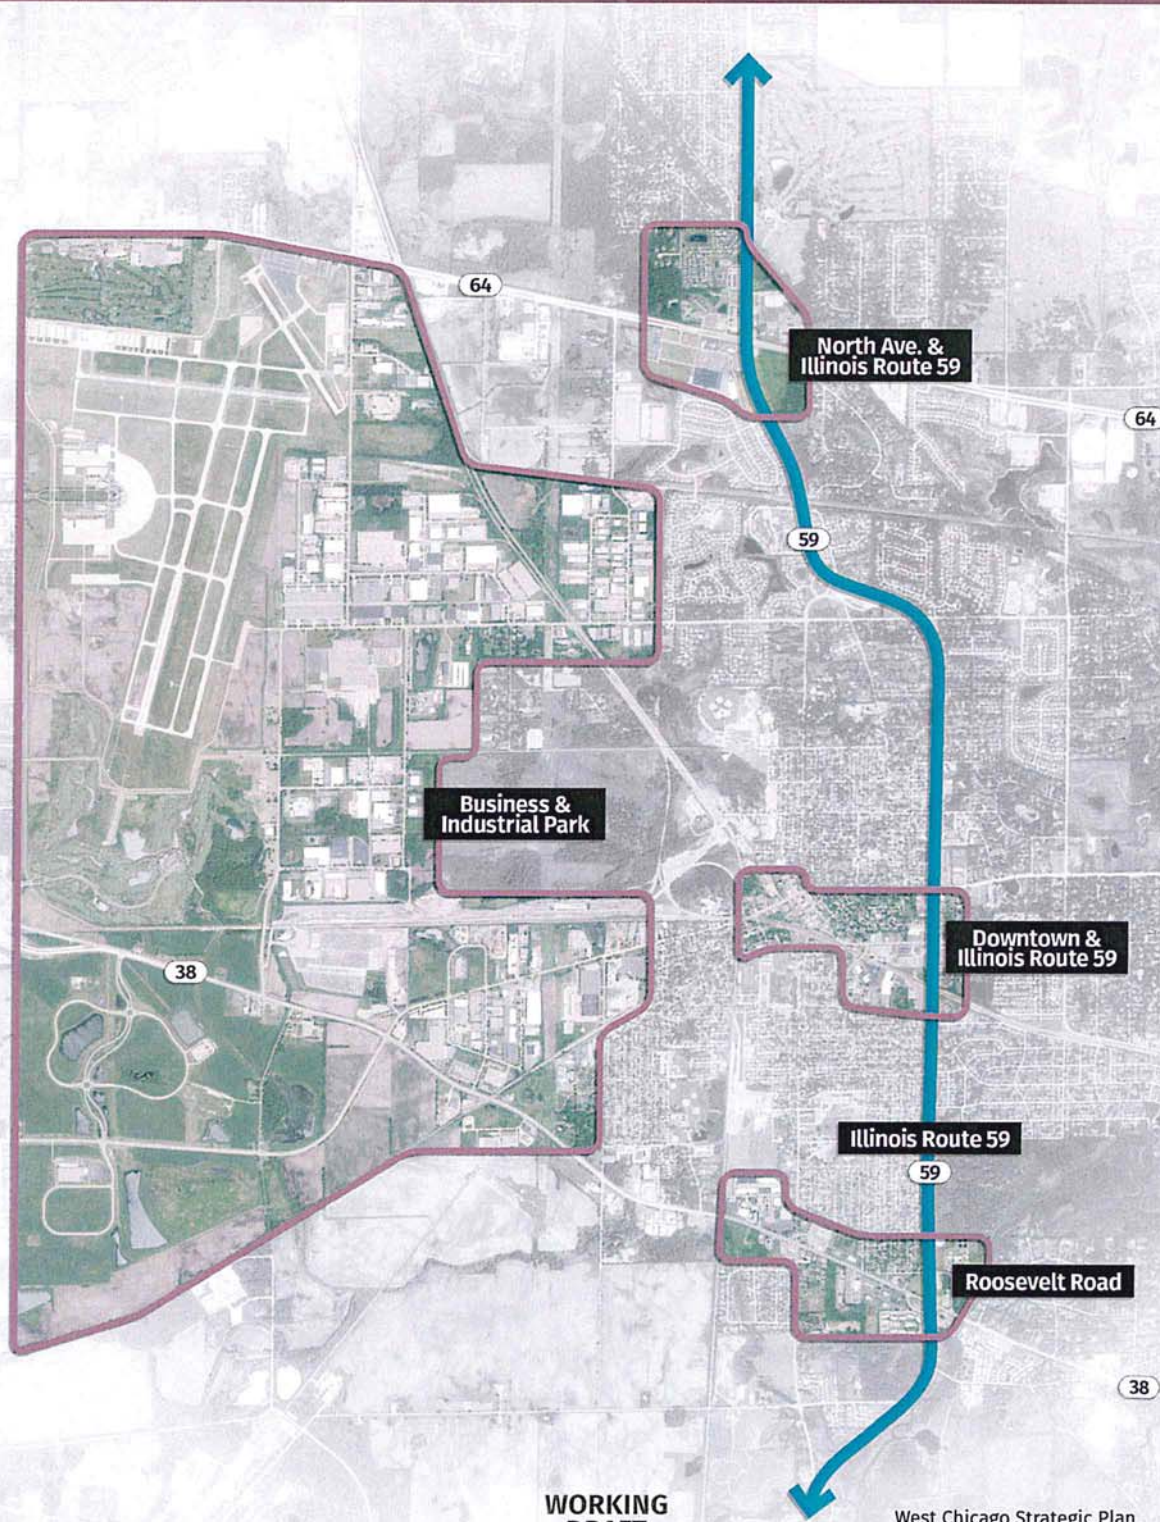 64
North Ave. &
Illinois Route 59
64
59
Business &
Industrial Park
Downtown &
Illinois Route 59
38
Illinois Route 59
59
Roosevelt Road
38
WORKING
DRAFT
West Chicago Strategic Plan